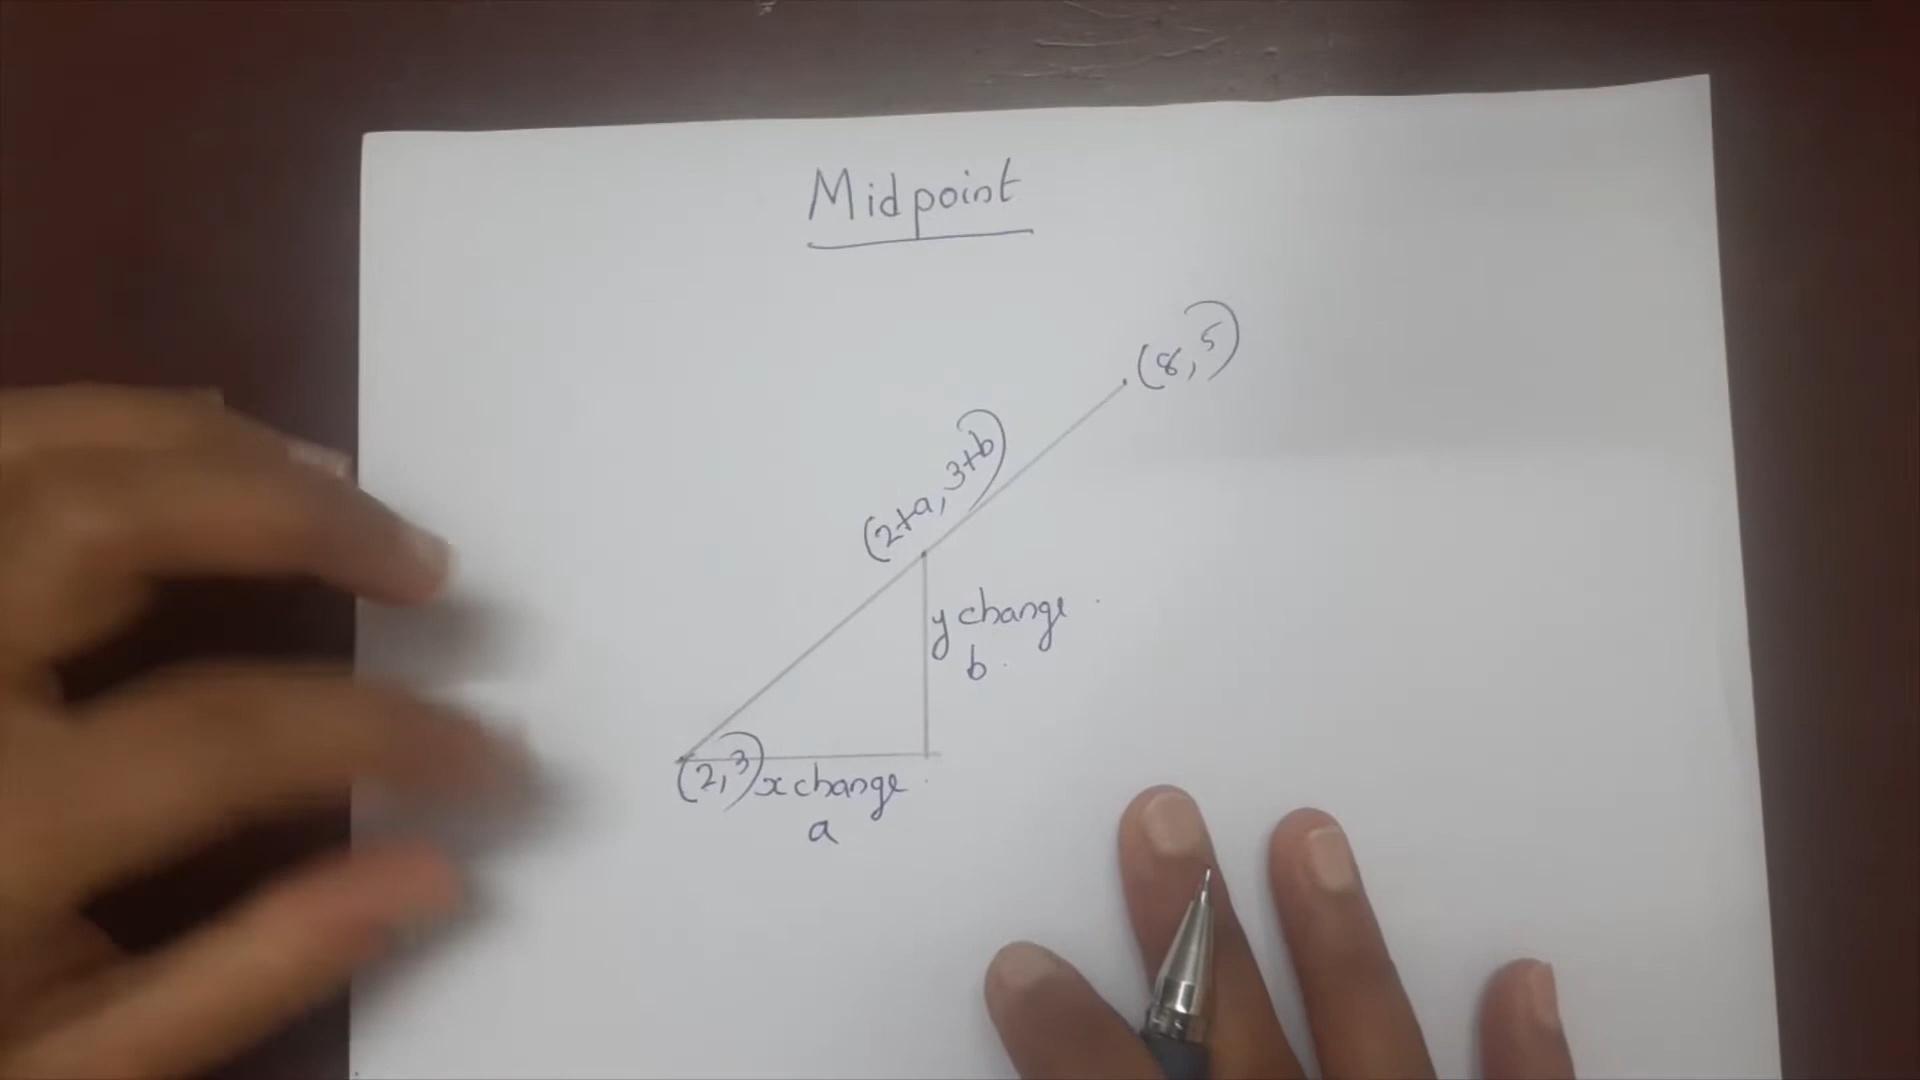 Midpoint
(8,5)
(2+a, 3+b)
y change
b
(2,3) x change
a